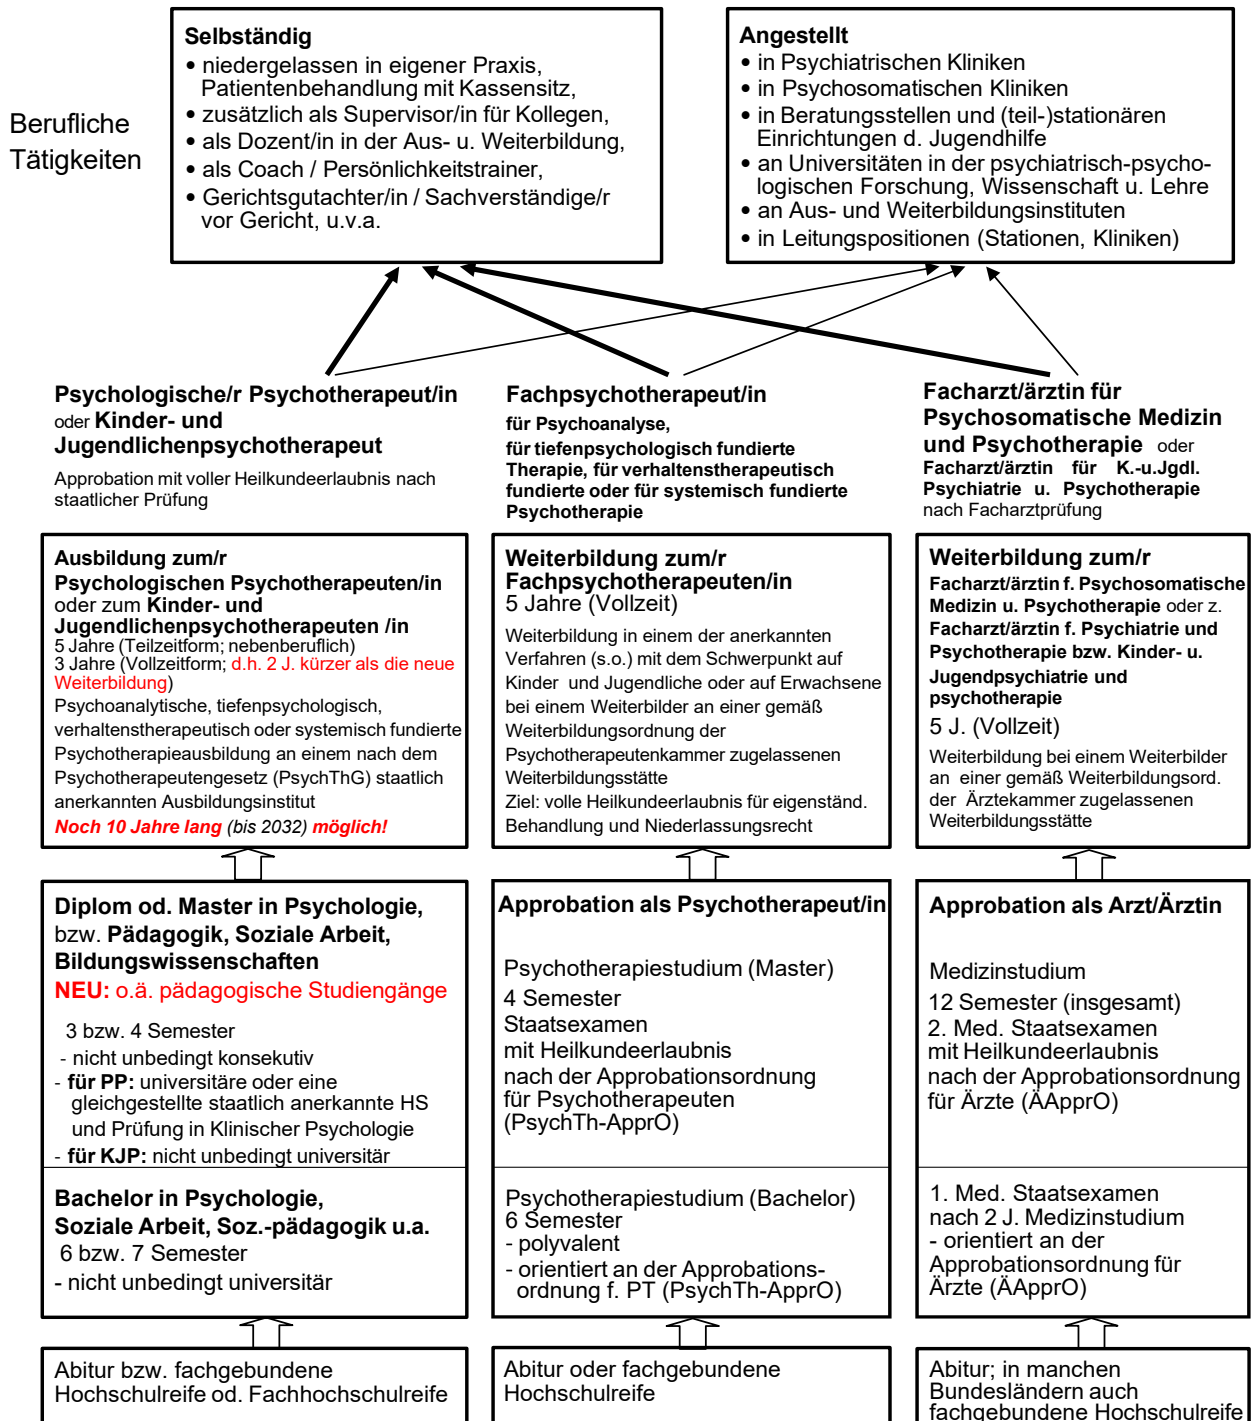 Berufliche
Tätigkeiten
Selbständig
• niedergelassen in eigener Praxis,
Patientenbehandlung mit Kassensitz,
• zusätzlich als Supervisor/in für Kollegen,
• als Dozent/in in der Aus- u. Weiterbildung,
• als Coach / Persönlichkeitstrainer,
• Gerichtsgutachter/in / Sachverständige/r
vor Gericht, u.v.a.
Angestellt
• in Psychiatrischen Kliniken
• in Psychosomatischen Kliniken
• in Beratungsstellen und (teil-)stationären
Einrichtungen d. Jugendhilfe
• an Universitäten in der psychiatrisch-psycho-
logischen Forschung, Wissenschaft u. Lehre
• an Aus- und Weiterbildungsinstituten
• in Leitungspositionen (Stationen, Kliniken)
Psychologische/r Psychotherapeut/in
oder Kinder- und
Jugendlichenpsychotherapeut
Approbation mit voller Heilkundeerlaubnis nach
staatlicher Prüfung
Fachpsychotherapeut/in
für Psychoanalyse,
für tiefenpsychologisch fundierte
Therapie, für verhaltenstherapeutisch
fundierte oder für systemisch fundierte
Psychotherapie
Facharzt/ärztin für
Psychosomatische Medizin
und Psychotherapie oder
Facharzt/ärztin für K.-u.Jgdl.
Psychiatrie u. Psychotherapie
nach Facharztprüfung
Ausbildung zum/r
Psychologischen Psychotherapeuten/in
oder zum Kinder- und
Jugendlichenpsychotherapeuten /in
5 Jahre (Teilzeitform; nebenberuflich)
3 Jahre (Vollzeitform; d.h. 2 J. kürzer als die neue
Weiterbildung)
Psychoanalytische, tiefenpsychologisch,
verhaltenstherapeutisch oder systemisch fundierte
Psychotherapieausbildung an einem nach dem
Psychotherapeutengesetz (PsychThG) staatlich
anerkannten Ausbildungsinstitut
Noch 10 Jahre lang (bis 2032) möglich!
Weiterbildung zum/r
Fachpsychotherapeuten/in
5 Jahre (Vollzeit)
Weiterbildung in einem der anerkannten
Verfahren (s.o.) mit dem Schwerpunkt auf
Kinder und Jugendliche oder auf Erwachsene
bei einem Weiterbilder an einer gemäß
Weiterbildungsordnung der
Psychotherapeutenkammer zugelassenen
Weiterbildungsstätte
Ziel: volle Heilkundeerlaubnis für eigenständ.
Behandlung und Niederlassungsrecht
Weiterbildung zum/r
Facharzt/ärztin f. Psychosomatische
Medizin u. Psychotherapie oder z.
Facharzt/ärztin f. Psychiatrie und
Psychotherapie bzw. Kinder- u.
Jugendpsychiatrie und
psychotherapie
5 J. (Vollzeit)
Weiterbildung bei einem Weiterbilder
an einer gemäß Weiterbildungsord.
der Ärztekammer zugelassenen
Weiterbildungsstätte
Diplom od. Master in Psychologie,
bzw. Pädagogik, Soziale Arbeit,
Bildungswissenschaften
NEU: o.ä. pädagogische Studiengänge
3 bzw. 4 Semester
- nicht unbedingt konsekutiv
- für PP: universitäre oder eine
gleichgestellte staatlich anerkannte HS
und Prüfung in Klinischer Psychologie
- für KJP: nicht unbedingt universitär
Bachelor in Psychologie,
Soziale Arbeit, Soz.-pädagogik u.a.
6 bzw. 7 Semester
- nicht unbedingt universitär
Approbation als Psychotherapeut/in
Psychotherapiestudium (Master)
4 Semester
Staatsexamen
mit Heilkundeerlaubnis
nach der Approbationsordnung
für Psychotherapeuten
(PsychTh-ApprO)
Psychotherapiestudium (Bachelor)
6 Semester
- polyvalent
- orientiert an der Approbations-
ordnung f. PT (PsychTh-ApprO)
Approbation als Arzt/Ärztin
Medizinstudium
12 Semester (insgesamt)
2. Med. Staatsexamen
mit Heilkundeerlaubnis
nach der Approbationsordnung
für Ärzte (ÄApprO)
1. Med. Staatsexamen
nach 2 J. Medizinstudium
- orientiert an der
Approbationsordnung für
Ärzte (ÄApprO)
Abitur bzw. fachgebundene
Hochschulreife od. Fachhochschulreife
Abitur oder fachgebundene
Hochschulreife
Abitur; in manchen
Bundesländern auch
fachgebundene Hochschulreife